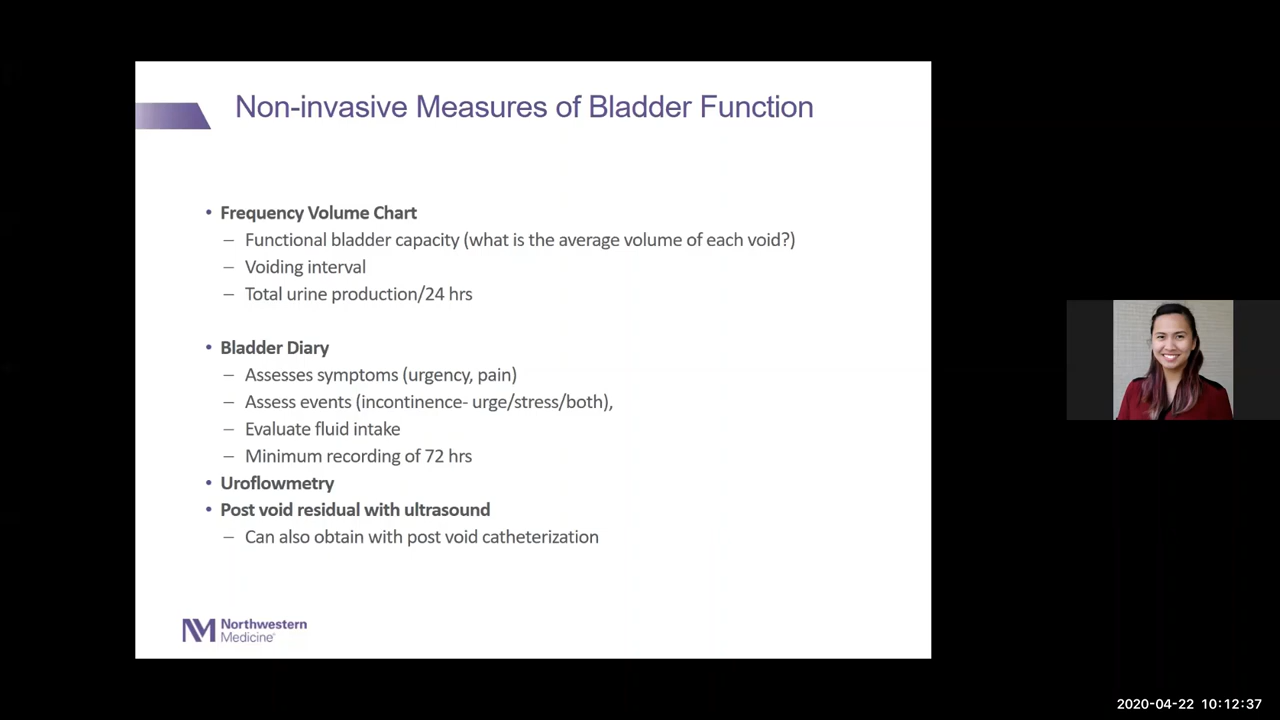 Non-invasive Measures of Bladder Function
• Frequency Volume Chart
– Functional bladder capacity (what is the average volume of each void?)
– Voiding interval
– Total urine production/24 hrs
• Bladder Diary
– Assesses symptoms (urgency, pain)
– Assess events (incontinence- urge/stress/both),
– Evaluate fluid intake
– Minimum recording of 72 hrs
• Uroflowmetry
• Post void residual with ultrasound
– Can also obtain with post void catheterization
NM Northwestern
Medicine
2020-04-22 10:12:37